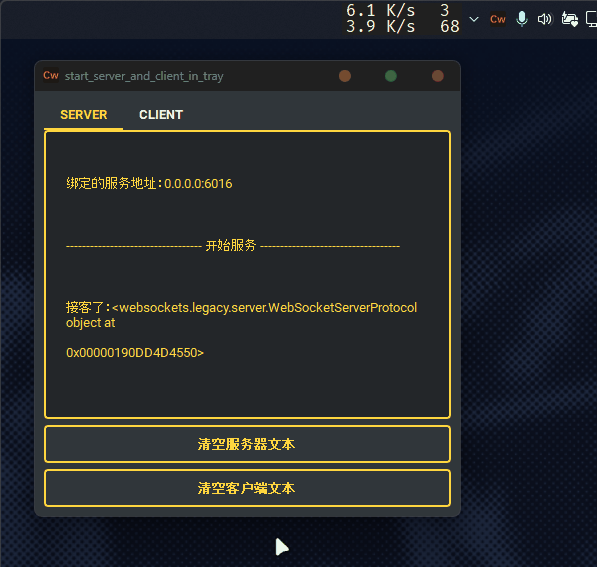 6.1 K/s 3
3.9 K/s 68
Cw
Cw start_server_and_client_in_tray
SERVER CLIENT
绑定的服务地址:0.0.0.0:6016
---------------------------------- 开始服务 -----------------------------------
接客了:<websockets.legacy.server.WebSocketServerProtocol
object at
0x00000190DD4D4550>
清空服务器文本
清空客户端文本